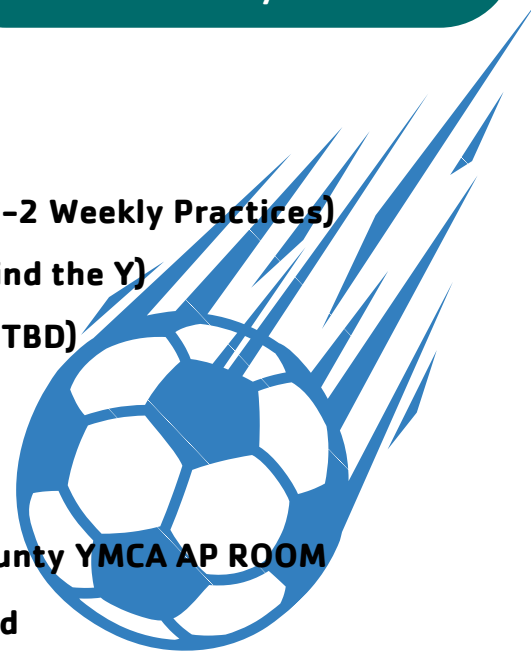 -2 Weekly Practices)
ind the Y)
TBD)
unty YMCA AP ROOM
d